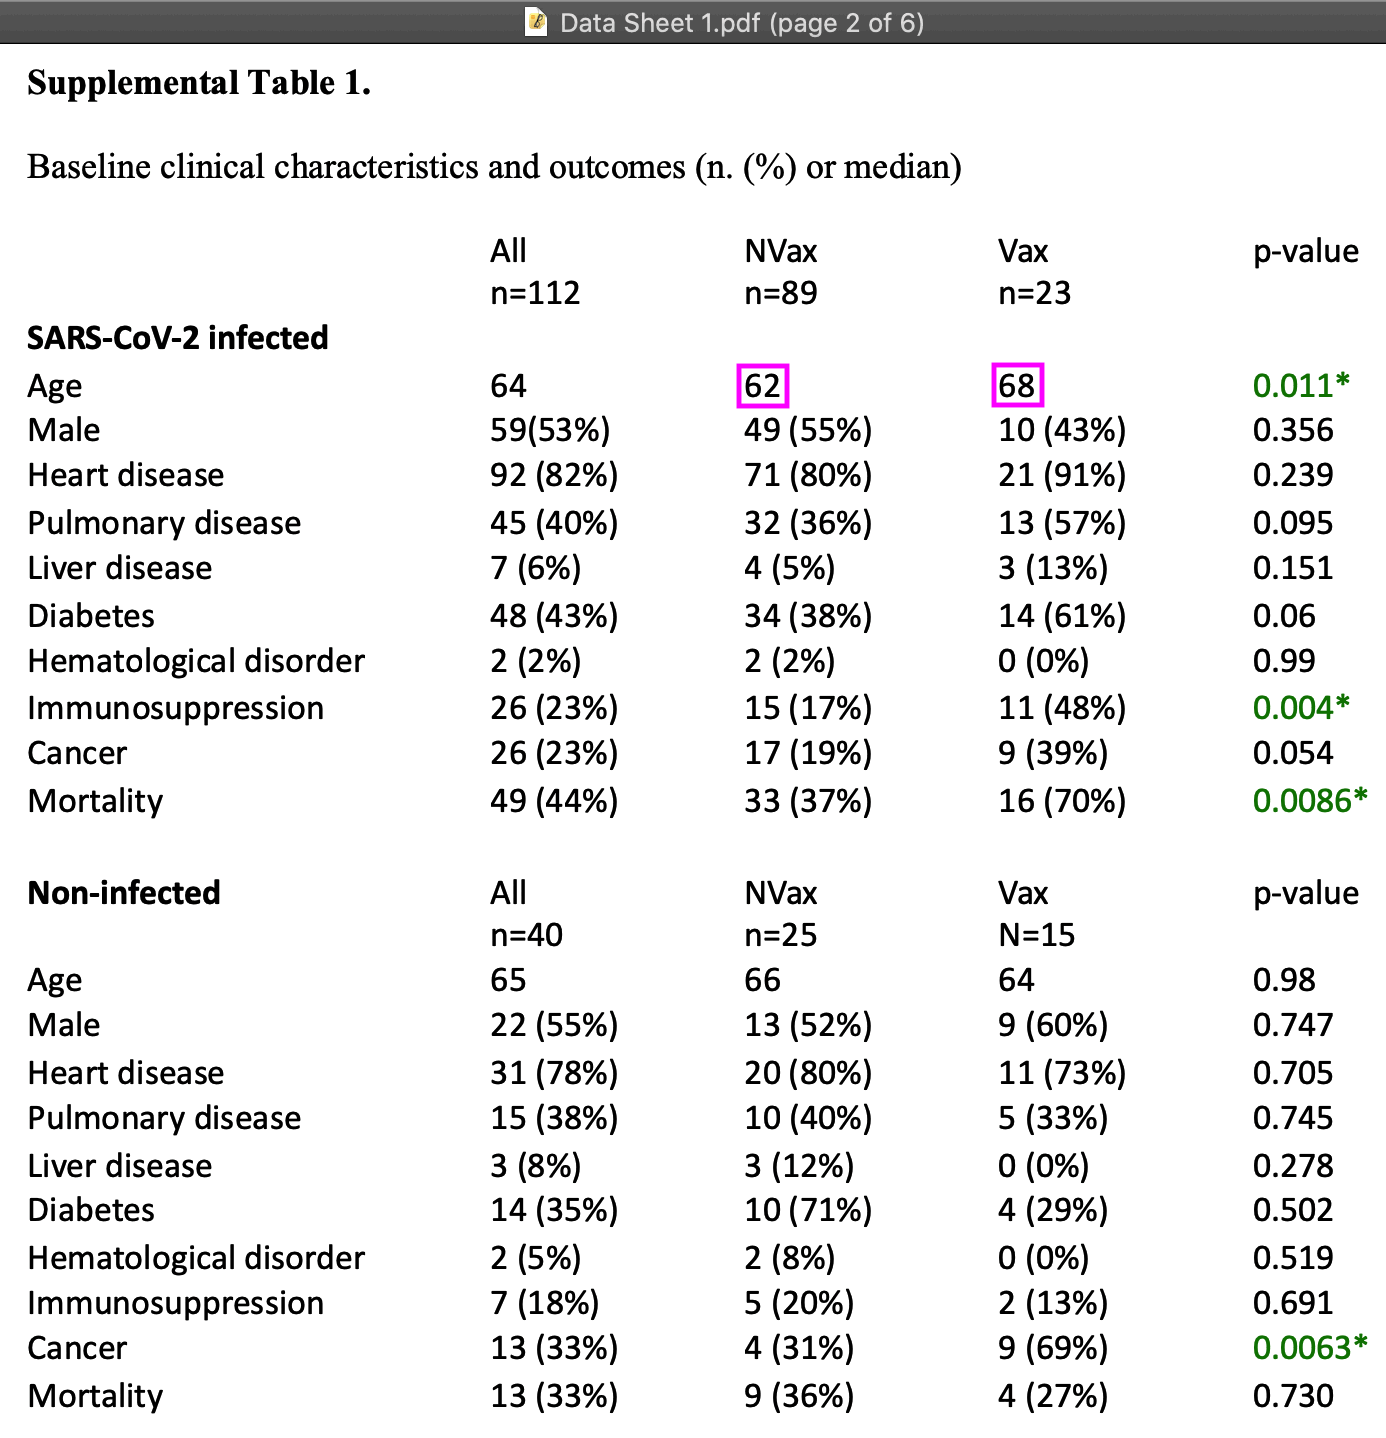 Data Sheet 1.pdf (page 2 of 6)
Supplemental Table 1.
Baseline clinical characteristics and outcomes (n. (%) or median)
All NVax Vax p-value
n=112 n=89 n=23
SARS-CoV-2 infected
Age 64 62 68 0.011*
Male 59(53%) 49 (55%) 10 (43%) 0.356
Heart disease 92 (82%) 71 (80%) 21 (91%) 0.239
Pulmonary disease 45 (40%) 32 (36%) 13 (57%) 0.095
Liver disease 7 (6%) 4 (5%) 3 (13%) 0.151
Diabetes 48 (43%) 34 (38%) 14 (61%) 0.06
Hematological disorder 2 (2%) 2 (2%) 0 (0%) 0.99
Immunosuppression 26 (23%) 15 (17%) 11 (48%) 0.004*
Cancer 26 (23%) 17 (19%) 9 (39%) 0.054
Mortality 49 (44%) 33 (37%) 16 (70%) 0.0086*
Non-infected All NVax Vax p-value
n=40 n=25 N=15
Age 65 66 64 0.98
Male 22 (55%) 13 (52%) 9 (60%) 0.747
Heart disease 31 (78%) 20 (80%) 11 (73%) 0.705
Pulmonary disease 15 (38%) 10 (40%) 5 (33%) 0.745
Liver disease 3 (8%) 3 (12%) 0 (0%) 0.278
Diabetes 14 (35%) 10 (71%) 4 (29%) 0.502
Hematological disorder 2 (5%) 2 (8%) 0 (0%) 0.519
Immunosuppression 7 (18%) 5 (20%) 2 (13%) 0.691
Cancer 13 (33%) 4 (31%) 9 (69%) 0.0063*
Mortality 13 (33%) 9 (36%) 4 (27%) 0.730